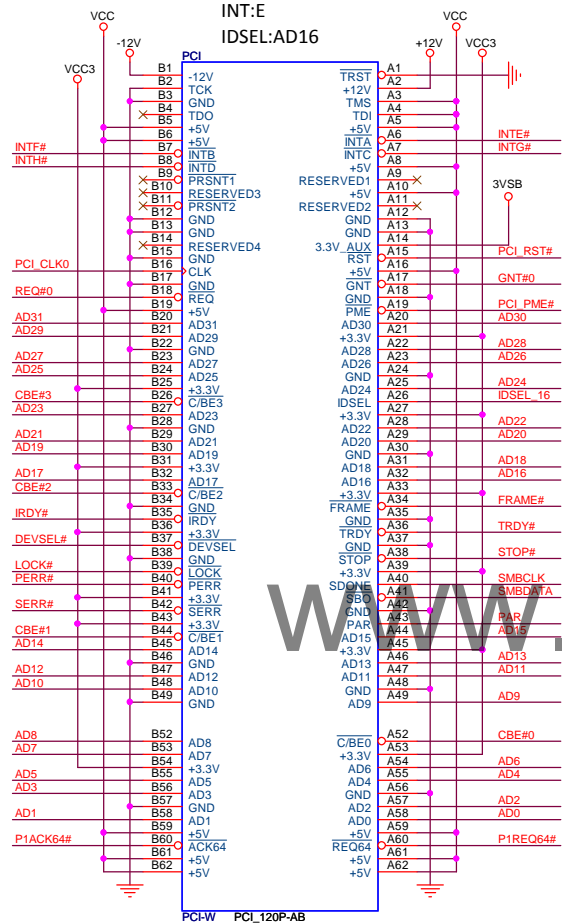 INT:E
IDSEL:AD16
VCC
VCC
-12V
+12V
VCC3
VCC3
PCI
B1 -12V TRST A1
B2 TCK +12V A2
B3 GND TMS A3
B4 TDO TDI A4
B5 +5V +5V A5
B6 +5V INTA A6 INTE#
INTF# B7 INTB INTC A7 INTG#
INTH# B8 INTD +5V A8
B9 PRSNT1 RESERVED1 A9
B10 RESERVED3 +5V A10
3VSB
B11 PRSNT2 RESERVED2 A11
B12 GND GND A12
B13 GND GND A13
B14 RESERVED4 3.3V_AUX A14
B15 GND RST A15 PCI_RST#
PCI_CLK0 B16 CLK +5V A16
B17 GND GNT A17 GNT#0
REQ#0 B18 REQ GND A18
B19 +5V PME A19 PCI_PME#
AD31 B20 AD31 AD30 A20 AD30
AD29 B21 AD29 +3.3V A21
B22 GND AD28 A22 AD28
AD27 B23 AD27 AD26 A23 AD26
AD25 B24 AD25 GND A24
B25 +3.3V AD24 A25 AD24
CBE#3 B26 C/BE3 IDSEL A26 IDSEL_16
AD23 B27 AD23 +3.3V A27
B28 GND AD22 A28 AD22
AD21 B29 AD21 AD20 A29 AD20
AD19 B30 AD19 GND A30
B31 +3.3V AD18 A31 AD18
AD17 B32 AD17 AD16 A32 AD16
CBE#2 B33 C/BE2 +3.3V A33
B34 GND FRAME A34 FRAME#
IRDY# B35 IRDY GND A35
B36 +3.3V TRDY A36 TRDY#
DEVSEL# B37 DEVSEL GND A37
B38 GND STOP A38 STOP#
LOCK# B39 LOCK +3.3V A39
PERR# B40 PERR SDONE A40 SMBCLK
B41 +3.3V SBO A41 SMBDATA
SERR# B42 SERR GND A42
B43 +3.3V PAR A43 PAR
CBE#1 B44 C/BE1 AD15 A44 AD15
AD14 B45 AD14 +3.3V A45
B46 GND AD13 A46 AD13
AD12 B47 AD12 AD11 A47 AD11
AD10 B48 AD10 GND A48
B49 GND AD9 A49 AD9
www.
AD8 B52 AD8 C/BE0 A52 CBE#0
AD7 B53 AD7 +3.3V A53
B54 +3.3V AD6 A54 AD6
AD5 B55 AD5 AD4 A55 AD4
AD3 B56 AD3 GND A56
B57 GND AD2 A57 AD2
AD1 B58 AD1 AD0 A58 AD0
B59 +5V +5V A59
P1ACK64# B60 ACK64 REQ64 A60 P1REQ64#
B61 +5V +5V A61
B62 +5V +5V A62
PCI-W PCI_120P-AB